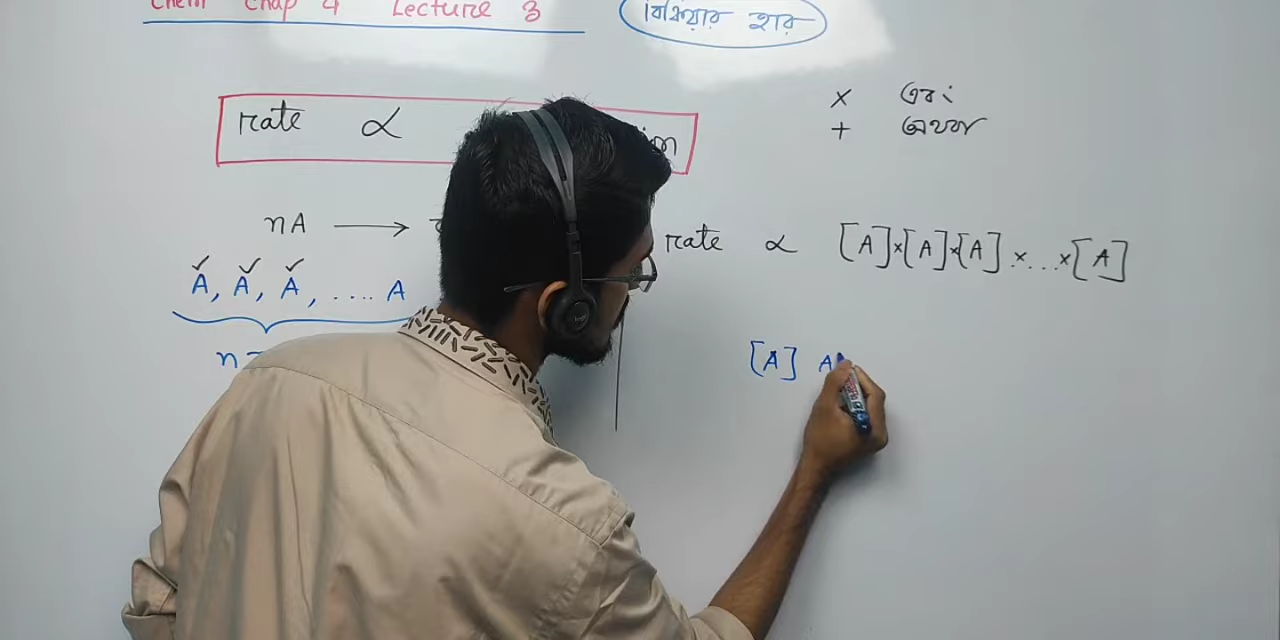 Chem Chap 4 Lecture 3
বিক্রিয়ার হার
rate ∝
× এবং
+ অথবা
nA ⟶
rate ∝ [A]×[A]×[A] ×...×[A]
A, A, A, .... A
[A] A